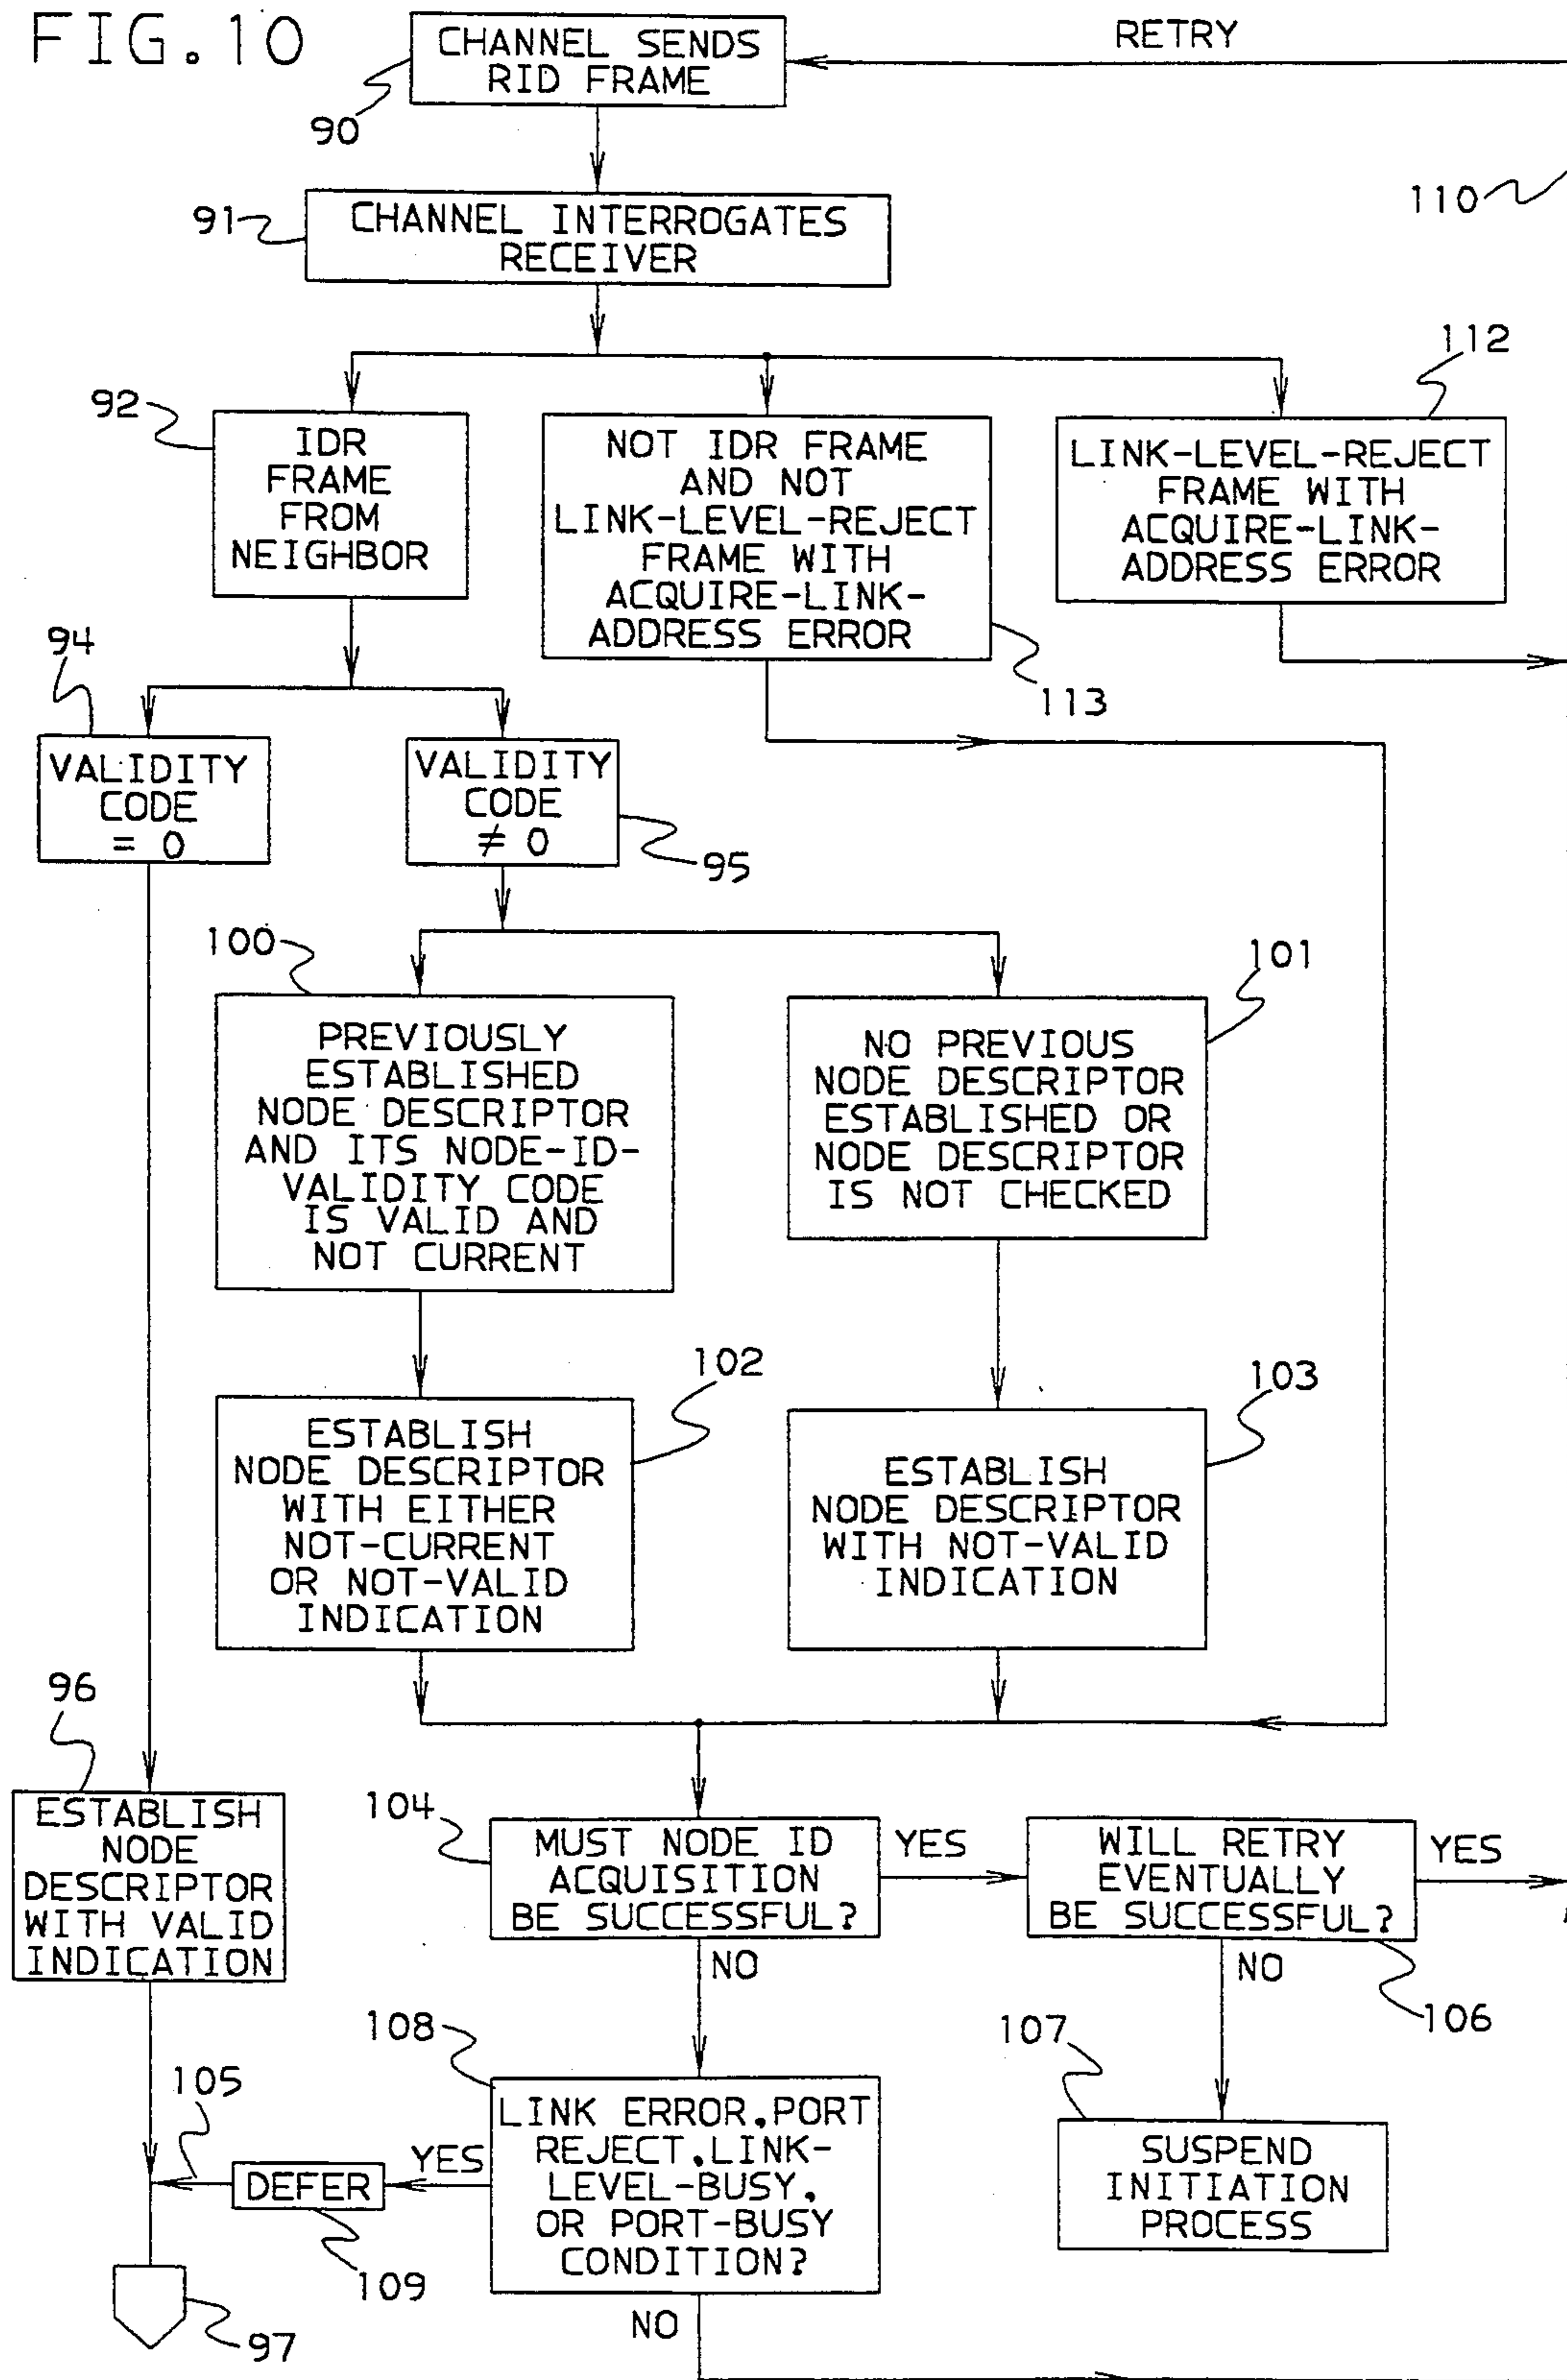 FIG.10
CHANNEL SENDS
RID FRAME
RETRY
90
110
91
CHANNEL INTERROGATES
RECEIVER
112
92
IDR
FRAME
FROM
NEIGHBOR
NOT IDR FRAME
AND NOT
LINK-LEVEL-REJECT
FRAME WITH
ACQUIRE-LINK-
ADDRESS ERROR
LINK-LEVEL-REJECT
FRAME WITH
ACQUIRE-LINK-
ADDRESS ERROR
94
113
VALIDITY
CODE
= 0
VALIDITY
CODE
≠ 0
95
100
101
PREVIOUSLY
ESTABLISHED
NODE DESCRIPTOR
AND ITS NODE-ID-
VALIDITY CODE
IS VALID AND
NOT CURRENT
NO PREVIOUS
NODE DESCRIPTOR
ESTABLISHED OR
NODE DESCRIPTOR
IS NOT CHECKED
102
103
ESTABLISH
NODE DESCRIPTOR
WITH EITHER
NOT-CURRENT
OR NOT-VALID
INDICATION
ESTABLISH
NODE DESCRIPTOR
WITH NOT-VALID
INDICATION
96
ESTABLISH
NODE
DESCRIPTOR
WITH VALID
INDICATION
104
MUST NODE ID
ACQUISITION
BE SUCCESSFUL?
YES
WILL RETRY
EVENTUALLY
BE SUCCESSFUL?
YES
NO
NO
106
108
107
105
LINK ERROR,PORT
REJECT,LINK-
LEVEL-BUSY,
OR PORT-BUSY
CONDITION?
YES
DEFER
SUSPEND
INITIATION
PROCESS
109
97
NO